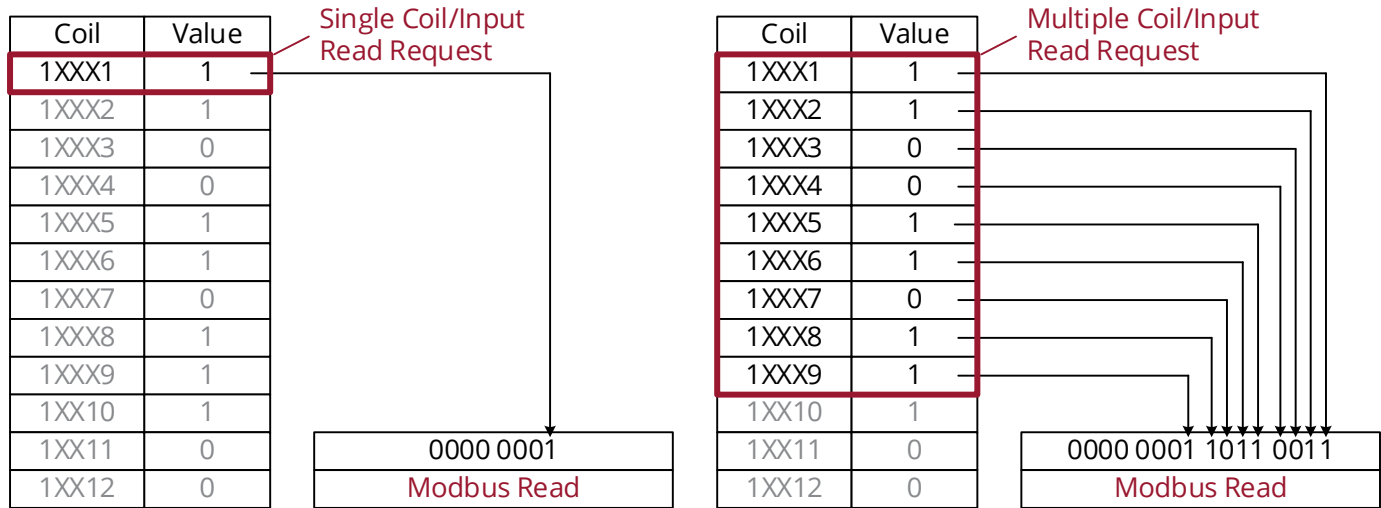 Single Coil/Input
Read Request
Coil Value
1XXX1 1
1XXX2 1
1XXX3 0
1XXX4 0
1XXX5 1
1XXX6 1
1XXX7 0
1XXX8 1
1XXX9 1
1XX10 1
1XX11 0
1XX12 0
0000 0001
Modbus Read
Multiple Coil/Input
Read Request
Coil Value
1XXX1 1
1XXX2 1
1XXX3 0
1XXX4 0
1XXX5 1
1XXX6 1
1XXX7 0
1XXX8 1
1XXX9 1
1XX10 1
1XX11 0
1XX12 0
0000 0001 1011 0011
Modbus Read